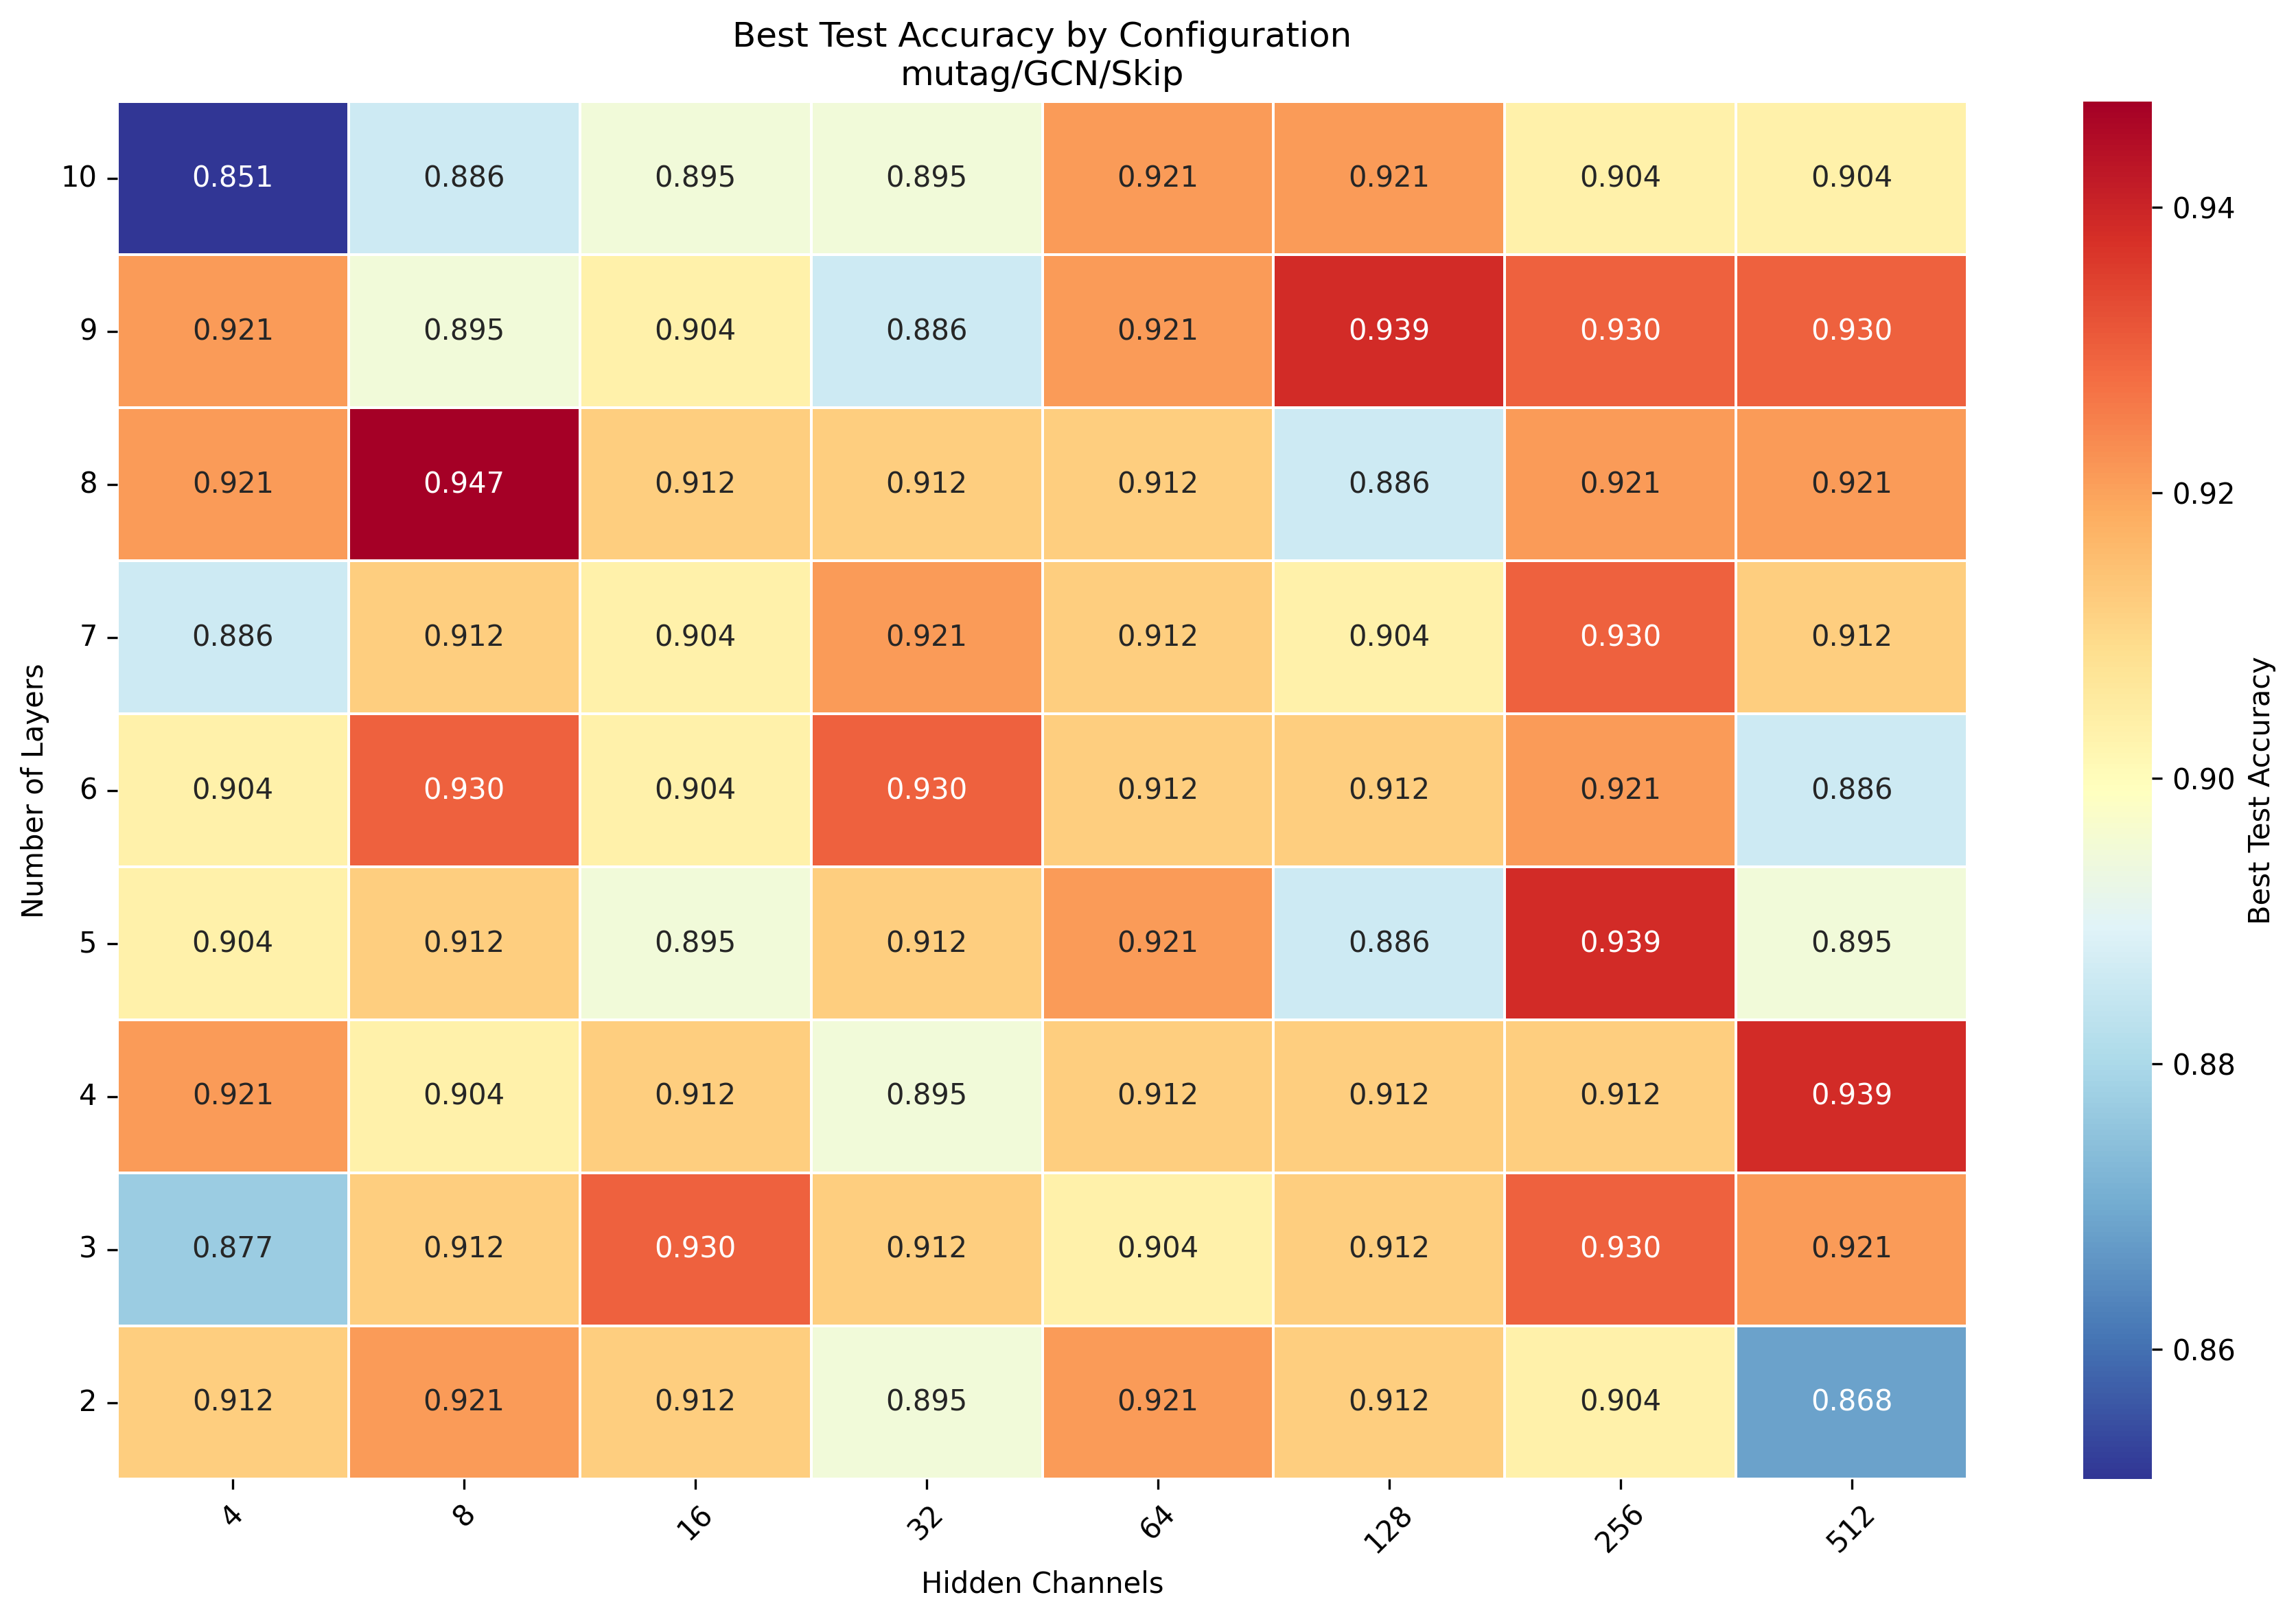 Best Test Accuracy by Configuration
mutag/GCN/Skip
Number of Layers
10 0.851 0.886 0.895 0.895 0.921 0.921 0.904 0.904
9 0.921 0.895 0.904 0.886 0.921 0.939 0.930 0.930
8 0.921 0.947 0.912 0.912 0.912 0.886 0.921 0.921
7 0.886 0.912 0.904 0.921 0.912 0.904 0.930 0.912
6 0.904 0.930 0.904 0.930 0.912 0.912 0.921 0.886
5 0.904 0.912 0.895 0.912 0.921 0.886 0.939 0.895
4 0.921 0.904 0.912 0.895 0.912 0.912 0.912 0.939
3 0.877 0.912 0.930 0.912 0.904 0.912 0.930 0.921
2 0.912 0.921 0.912 0.895 0.921 0.912 0.904 0.868
4 8 16 32 64 128 256 512
Hidden Channels
0.94
0.92
0.90
0.88
0.86
Best Test Accuracy